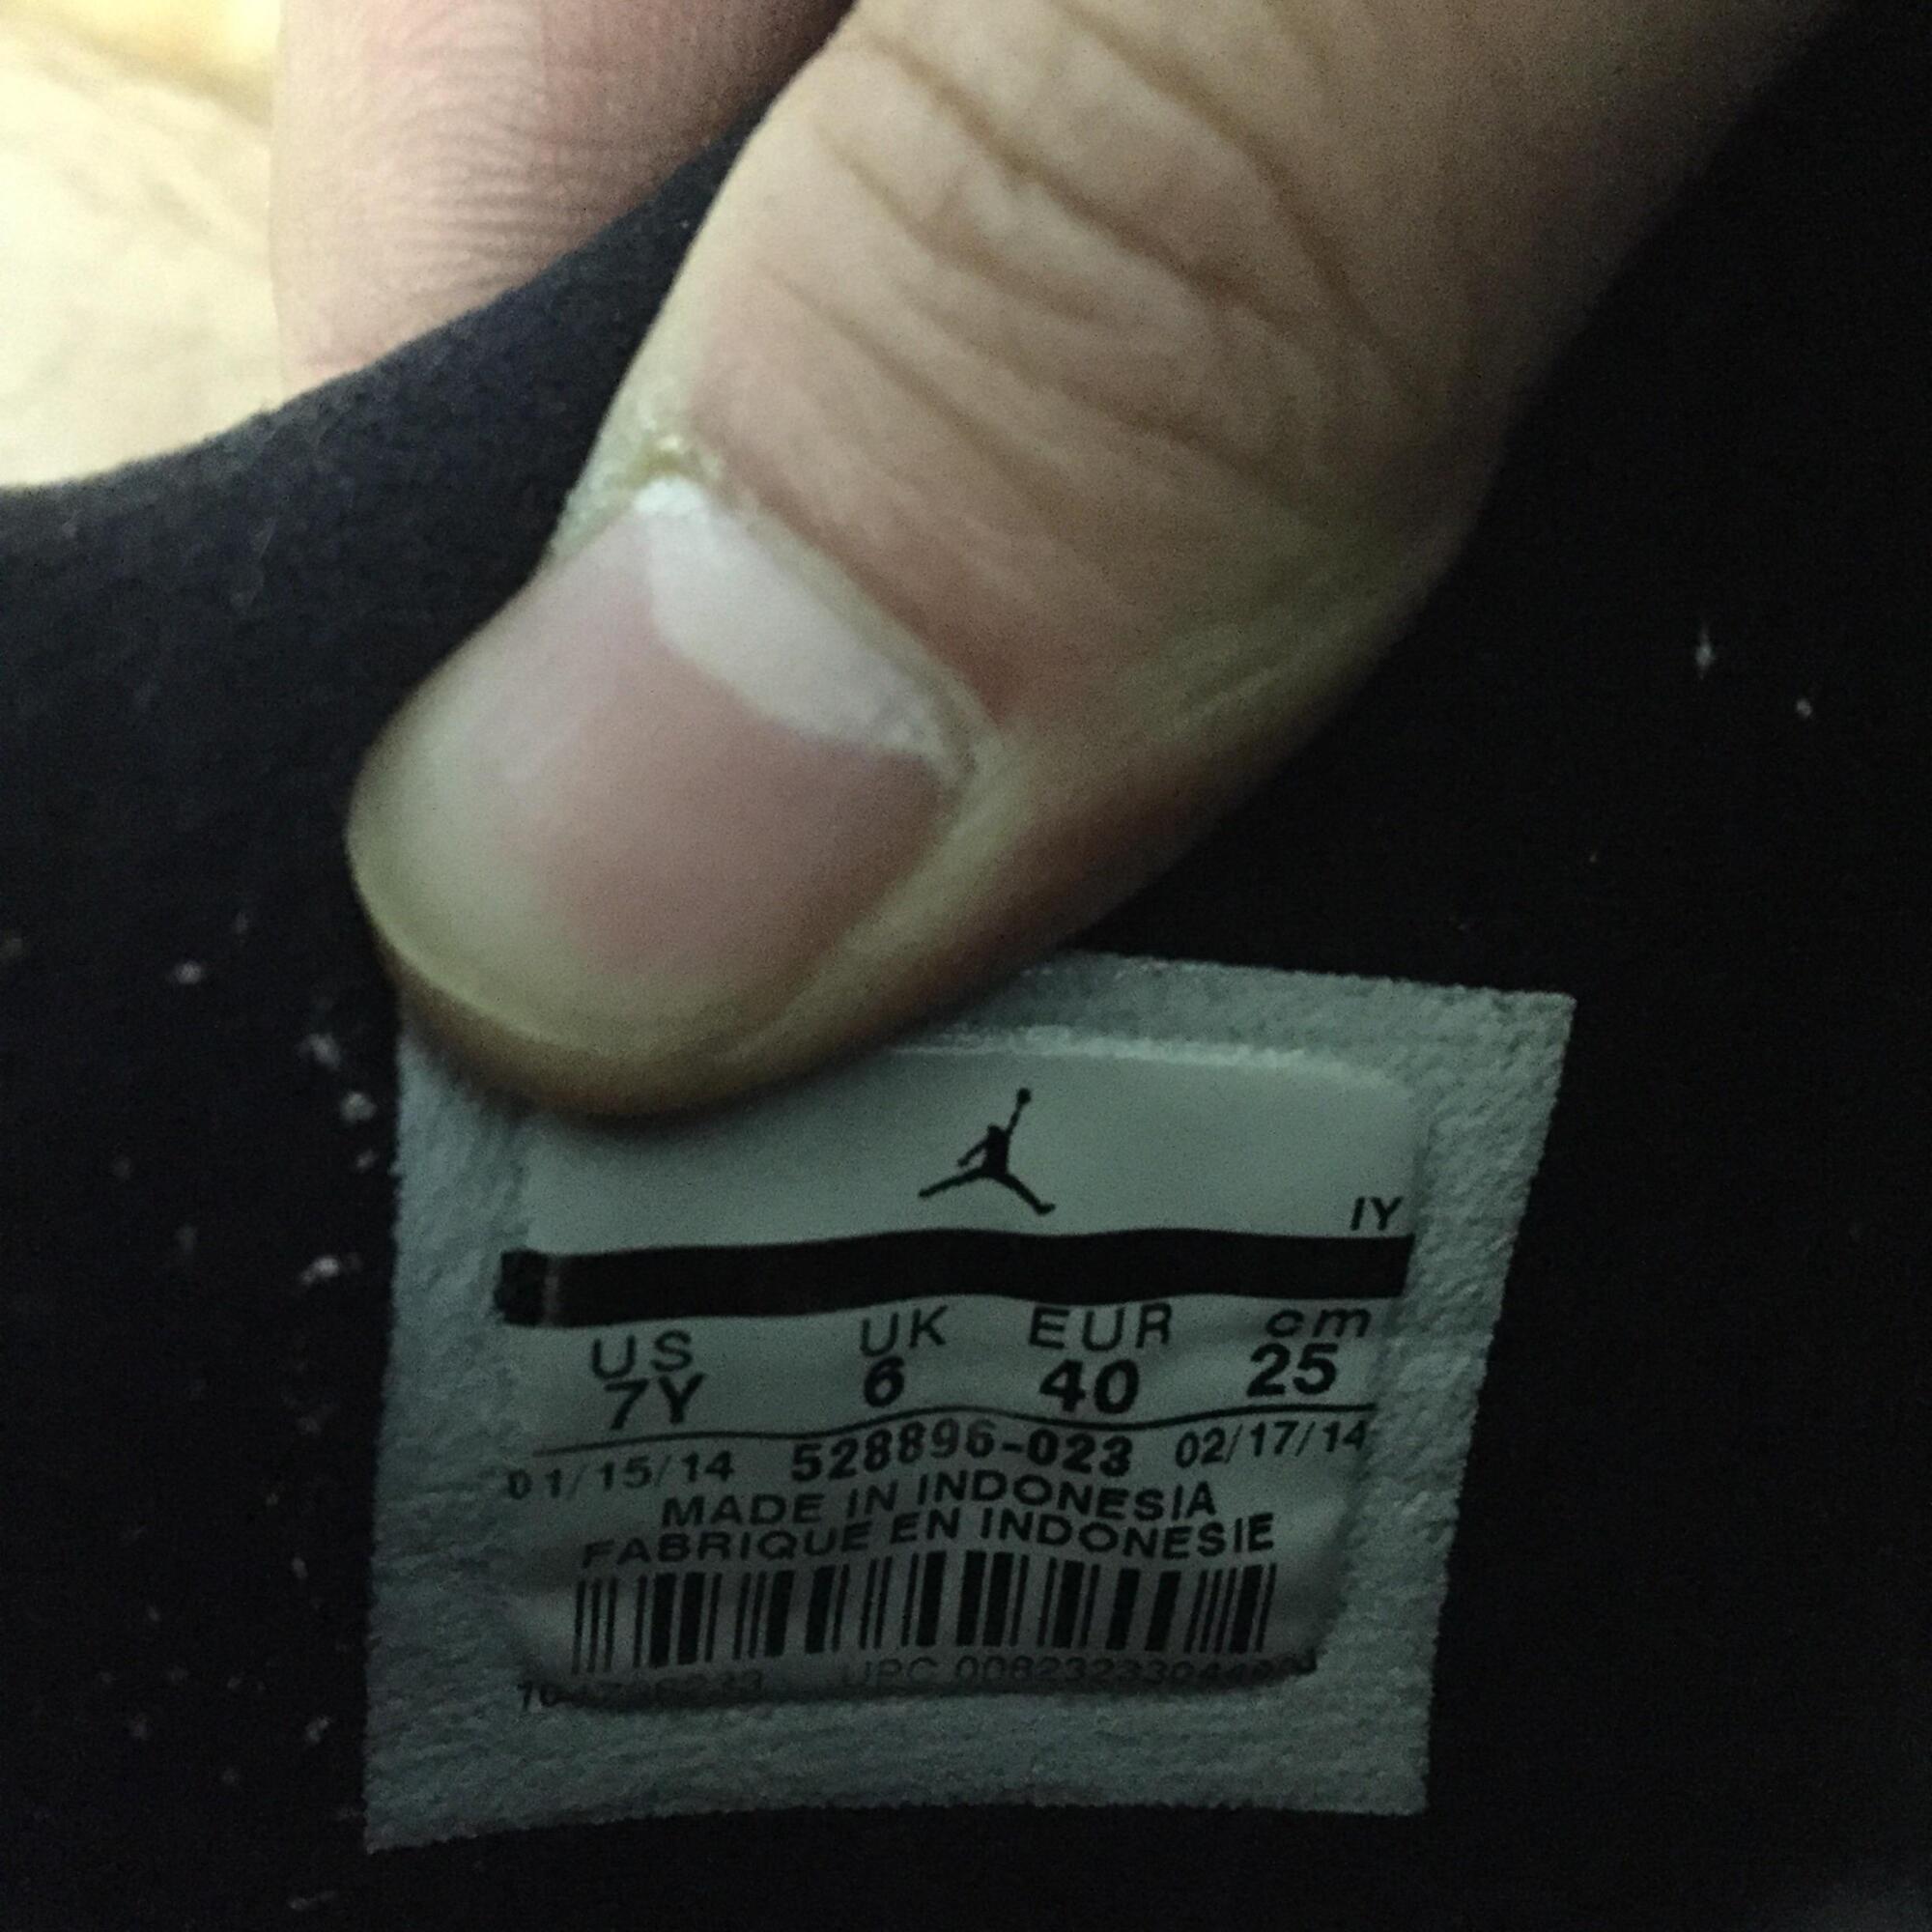 IY
US UK EUR cm
7Y 6 40 25
01/15/14 528896-023 02/17/14
MADE IN INDONESIA
FABRIQUE EN INDONESIE
UPC